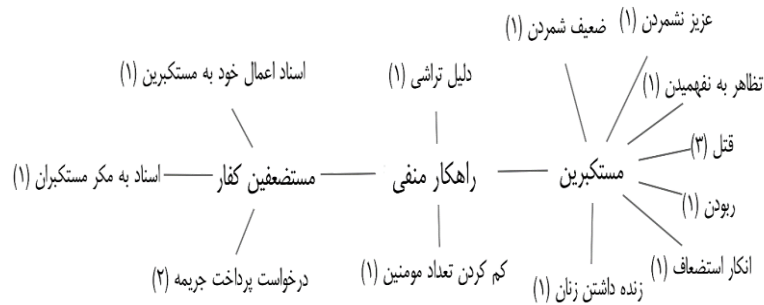 عزیز نشمردن (۱)
ضعیف شمردن (۱)
تظاهر به نفهمیدن (۱)
قتل (۳)
ربودن (۱)
انکار استضعاف (۱)
زنده داشتن زنان (۱)
مستکبرین
دلیل تراشی (۱)
راهکار منفی
کم کردن تعداد مومنین (۱)
اسناد اعمال خود به مستکبرین (۱)
مستضعفین کفار
اسناد به مکر مستکبران (۱)
درخواست پرداخت جریمه (۲)